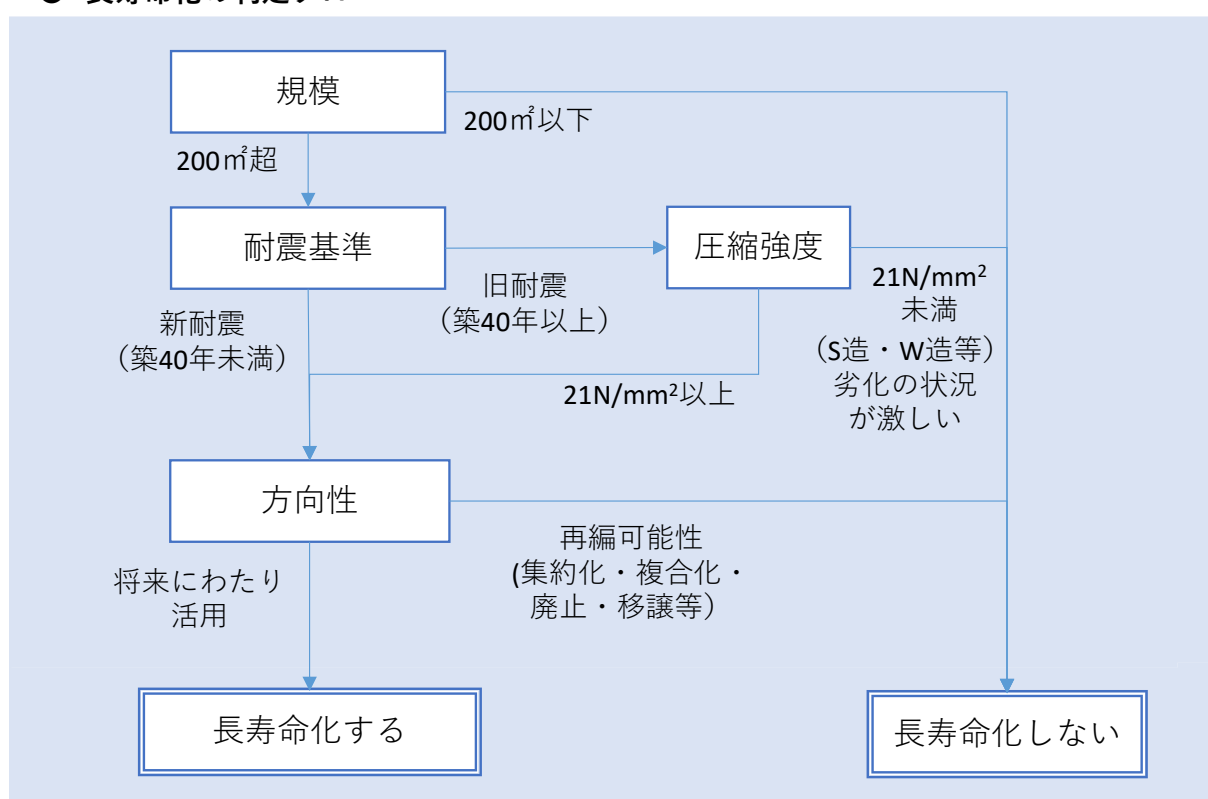 規模
200㎡以下
200㎡超
耐震基準
圧縮強度
旧耐震
（築40年以上）
新耐震
（築40年未満）
21N/mm²
未満
（S造・W造等）
劣化の状況
が激しい
21N/mm²以上
方向性
再編可能性
(集約化・複合化・
廃止・移譲等）
将来にわたり
活用
長寿命化する
長寿命化しない